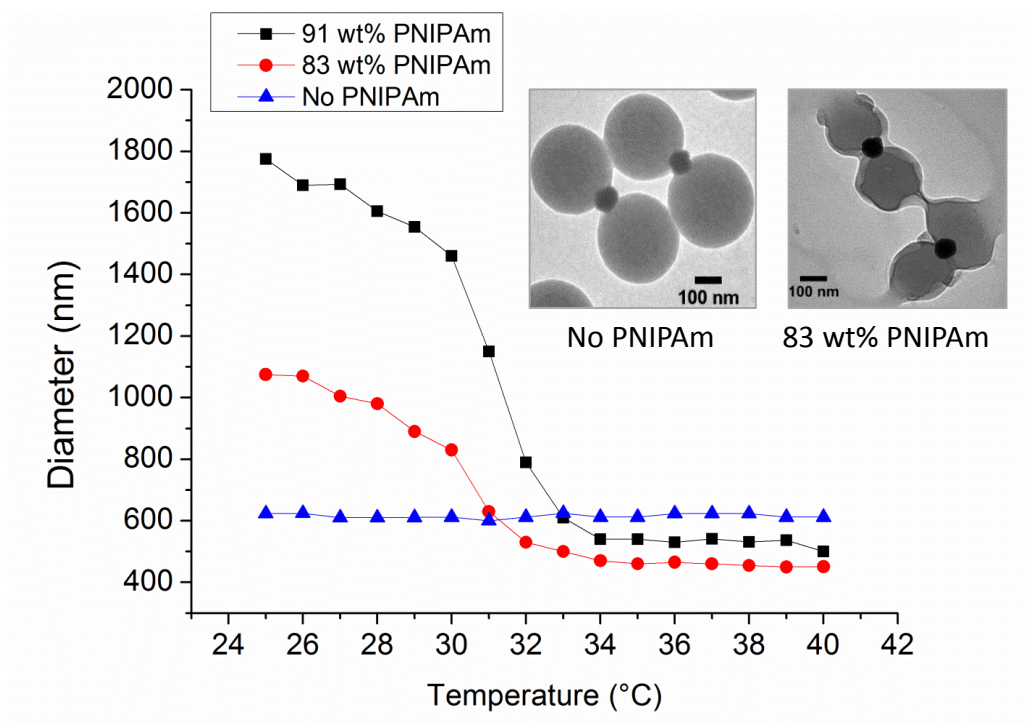 91 wt% PNIPAm
83 wt% PNIPAm
No PNIPAm
2000
1800
1600
1400
1200
1000
800
600
400
Diameter (nm)
100 nm
100 nm
No PNIPAm
83 wt% PNIPAm
24
26
28
30
32
34
36
38
40
42
Temperature (°C)